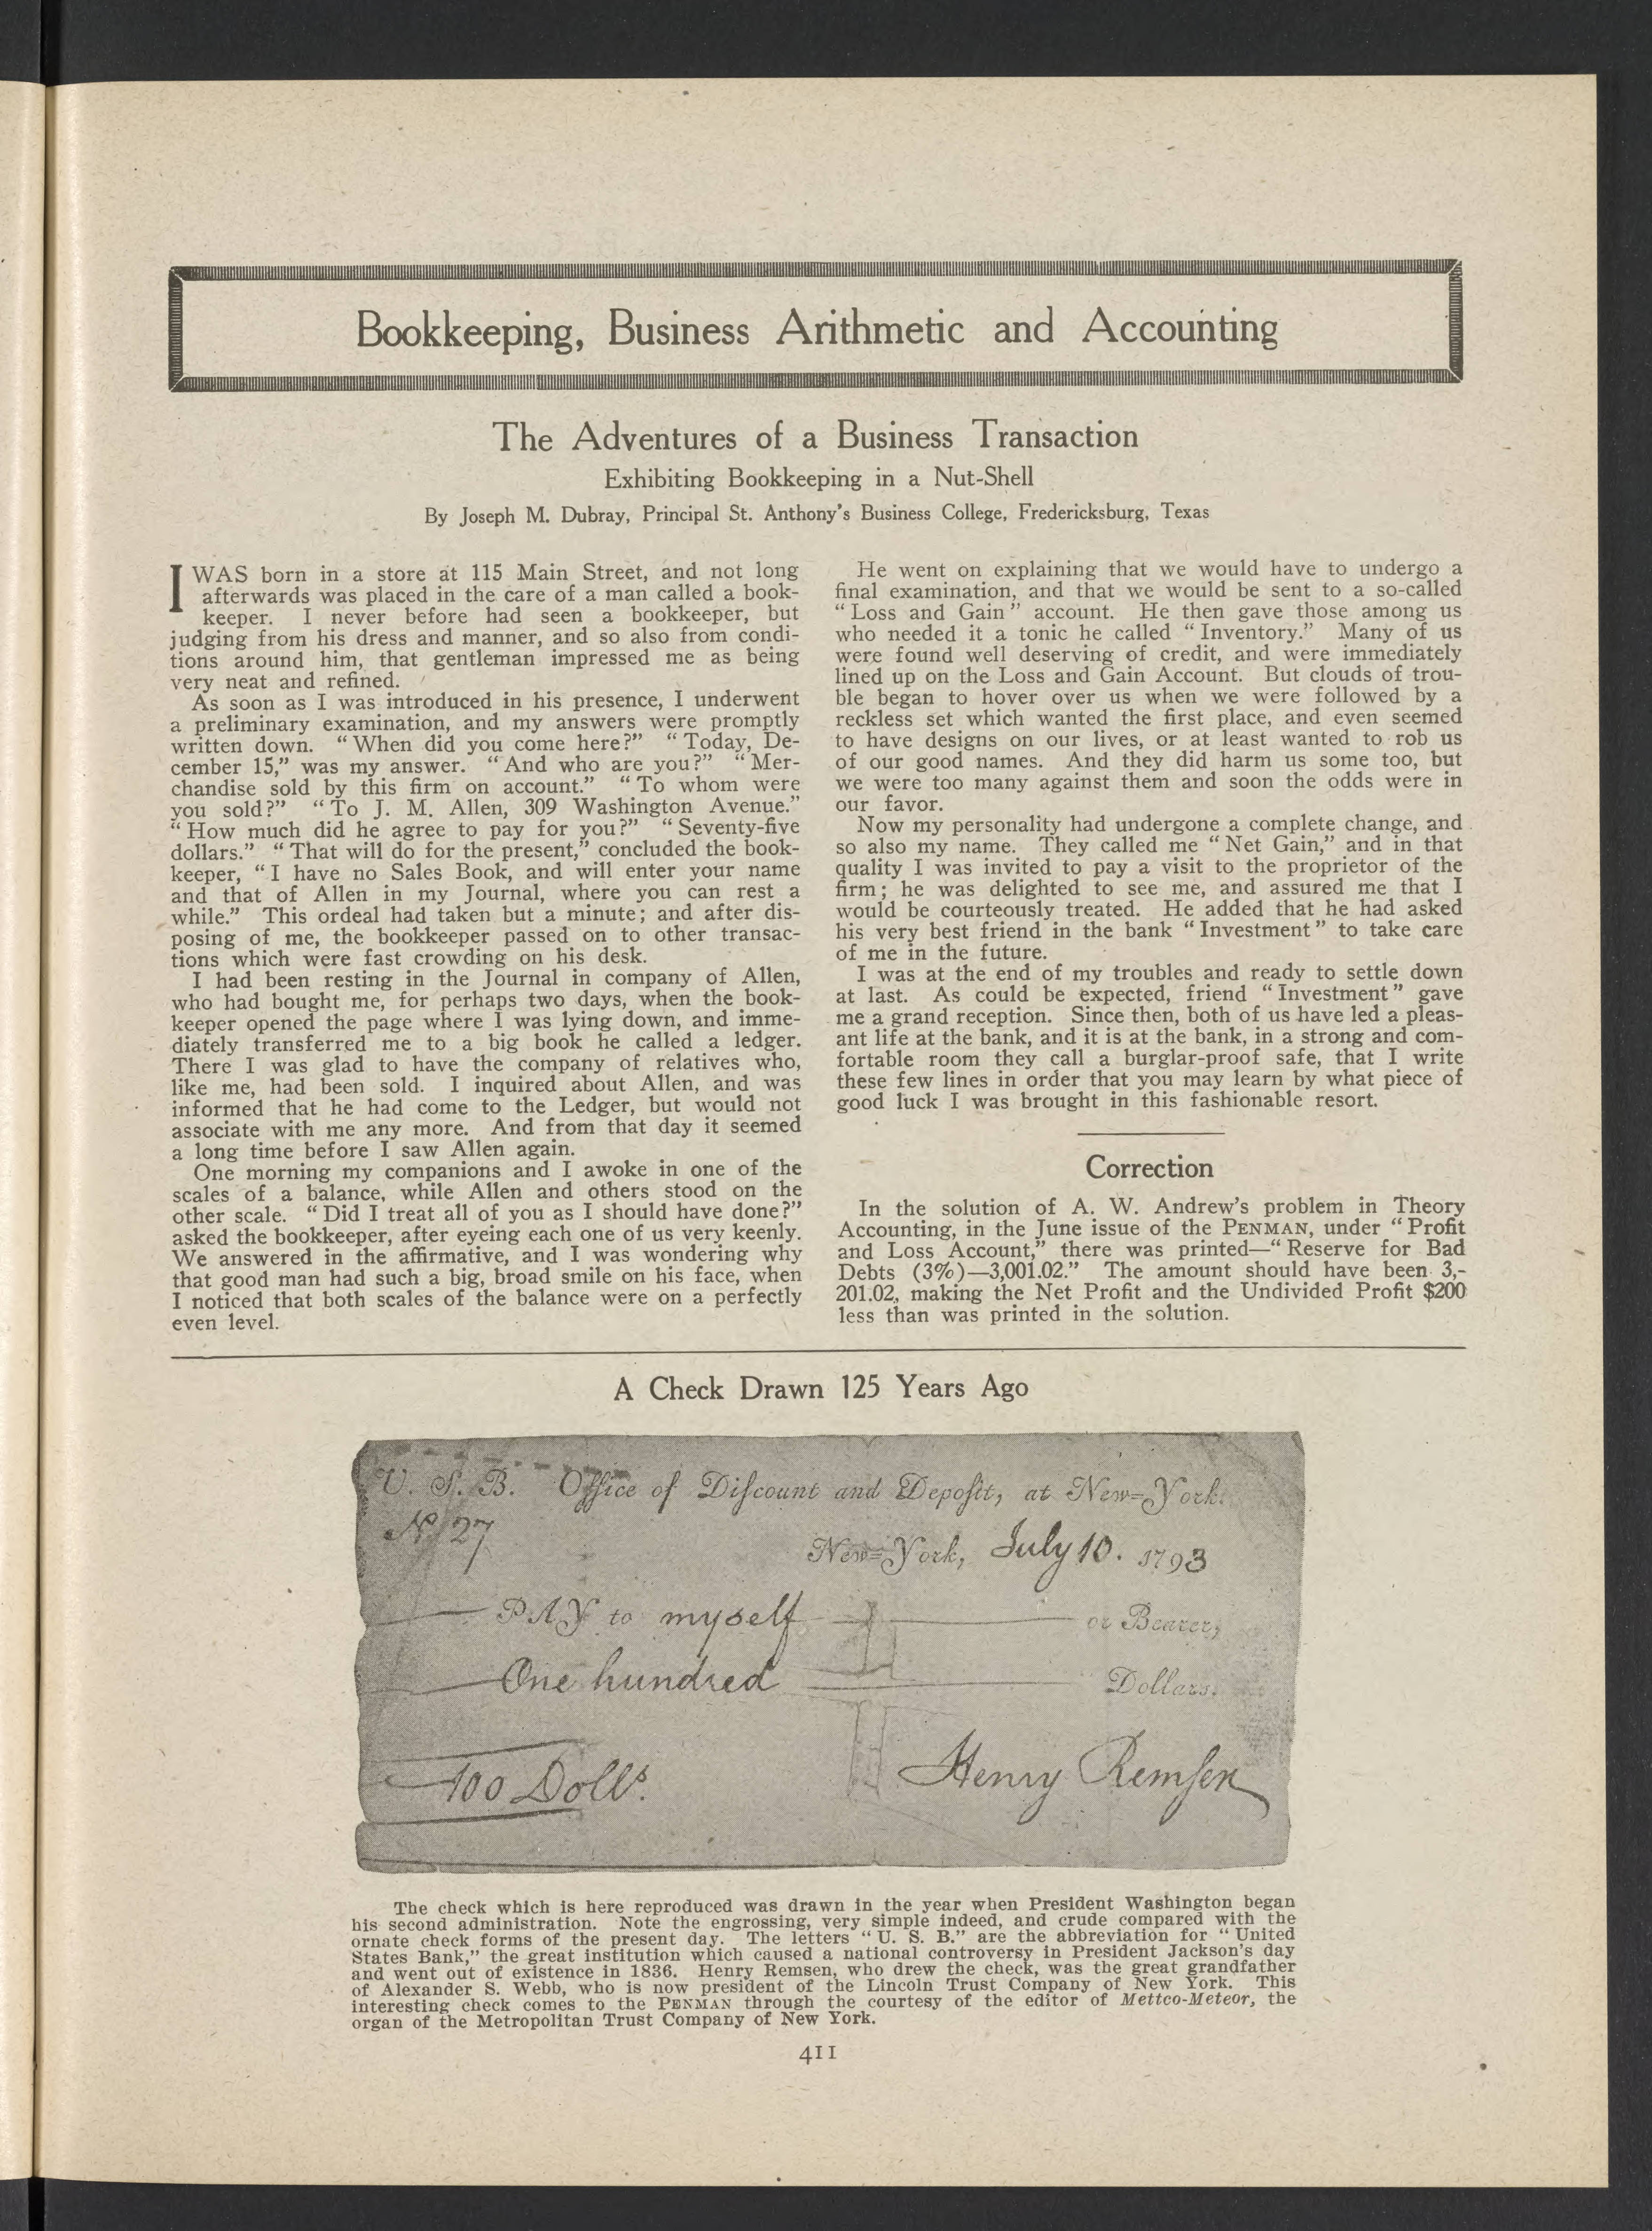 Bookkeeping, Business Arithmetic and Accounting
The Adventures of a Business Transaction
Exhibiting Bookkeeping in a Nut-Shell
By Joseph M. Dubray, Principal St. Anthony's Business College, Fredericksburg, Texas
I WAS born in a store at 115 Main Street, and not long
afterwards was placed in the care of a man called a book-
keeper. I never before had seen a bookkeeper, but
judging from his dress and manner, and so also from condi-
tions around him, that gentleman impressed me as being
very neat and refined.
As soon as I was introduced in his presence, I underwent
a preliminary examination, and my answers were promptly
written down. "When did you come here?" "Today, De-
cember 15," was my answer. "And who are you?" "Mer-
chandise sold by this firm on account." "To whom were
you sold?" "To J. M. Allen, 309 Washington Avenue."
"How much did he agree to pay for you?" "Seventy-five
dollars." "That will do for the present," concluded the book-
keeper, "I have no Sales Book, and will enter your name
and that of Allen in my Journal, where you can rest a
while." This ordeal had taken but a minute; and after dis-
posing of me, the bookkeeper passed on to other transac-
tions which were fast crowding on his desk.
I had been resting in the Journal in company of Allen,
who had bought me, for perhaps two days, when the book-
keeper opened the page where I was lying down, and imme-
diately transferred me to a big book he called a ledger.
There I was glad to have the company of relatives who,
like me, had been sold. I inquired about Allen, and was
informed that he had come to the Ledger, but would not
associate with me any more. And from that day it seemed
a long time before I saw Allen again.
One morning my companions and I awoke in one of the
scales of a balance, while Allen and others stood on the
other scale. "Did I treat all of you as I should have done?"
asked the bookkeeper, after eyeing each one of us very keenly.
We answered in the affirmative, and I was wondering why
that good man had such a big, broad smile on his face, when
I noticed that both scales of the balance were on a perfectly
even level.
He went on explaining that we would have to undergo a
final examination, and that we would be sent to a so-called
"Loss and Gain" account. He then gave those among us
who needed it a tonic he called "Inventory." Many of us
were found well deserving of credit, and were immediately
lined up on the Loss and Gain Account. But clouds of trou-
ble began to hover over us when we were followed by a
reckless set which wanted the first place, and even seemed
to have designs on our lives, or at least wanted to rob us
of our good names. And they did harm us some too, but
we were too many against them and soon the odds were in
our favor.
Now my personality had undergone a complete change, and
so also my name. They called me "Net Gain," and in that
quality I was invited to pay a visit to the proprietor of the
firm; he was delighted to see me, and assured me that I
would be courteously treated. He added that he had asked
his very best friend in the bank "Investment" to take care
of me in the future.
I was at the end of my troubles and ready to settle down
at last. As could be expected, friend "Investment" gave
me a grand reception. Since then, both of us have led a pleas-
ant life at the bank, and it is at the bank, in a strong and com-
fortable room they call a burglar-proof safe, that I write
these few lines in order that you may learn by what piece of
good luck I was brought in this fashionable resort.
Correction
In the solution of A. W. Andrew's problem in Theory
Accounting, in the June issue of the PENMAN, under "Profit
and Loss Account," there was printed—"Reserve for Bad
Debts (3%)—3,001.02." The amount should have been 3,-
201.02, making the Net Profit and the Undivided Profit $200
less than was printed in the solution.
A Check Drawn 125 Years Ago
U. S. B. Office of Diſcount and Depoſit, at New=York.
No 27
New=York, July 10. 1793
PAY to myself or Bearer,
One hundred Dollars.
100 Dolls.
Henry Remſen
The check which is here reproduced was drawn in the year when President Washington began
his second administration. Note the engrossing, very simple indeed, and crude compared with the
ornate check forms of the present day. The letters "U. S. B." are the abbreviation for "United
States Bank," the great institution which caused a national controversy in President Jackson's day
and went out of existence in 1836. Henry Remsen, who drew the check, was the great grandfather
of Alexander S. Webb, who is now president of the Lincoln Trust Company of New York. This
interesting check comes to the PENMAN through the courtesy of the editor of Mettco-Meteor, the
organ of the Metropolitan Trust Company of New York.
411